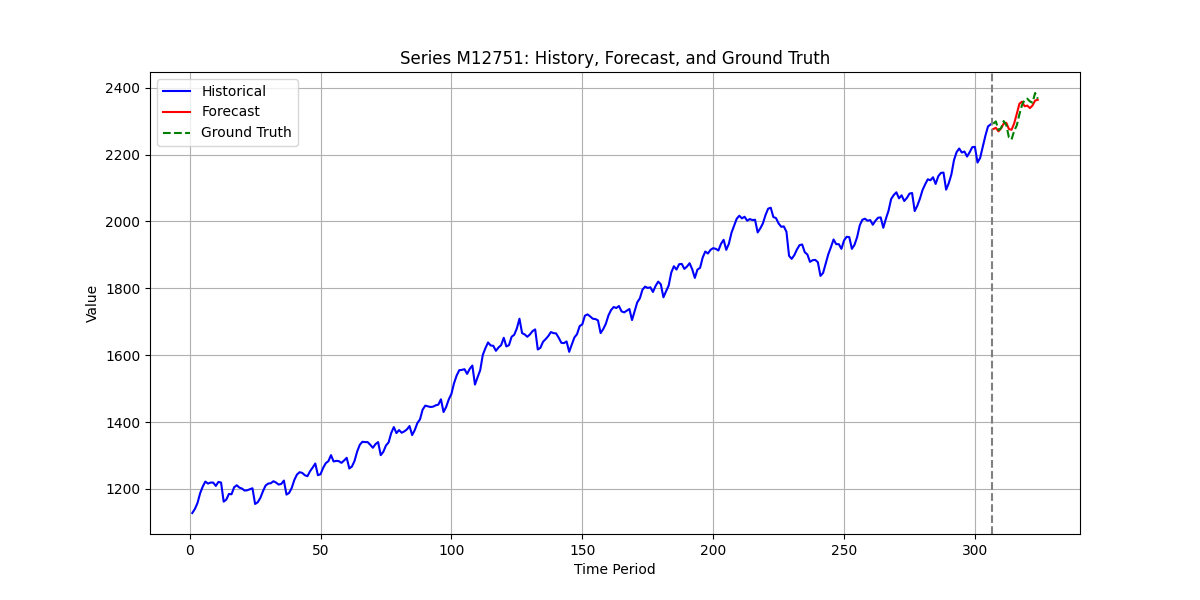 Series M12751: History, Forecast, and Ground Truth
Historical
Forecast
Ground Truth
2400
2200
2000
1800
1600
1400
1200
Value
0 50 100 150 200 250 300
Time Period